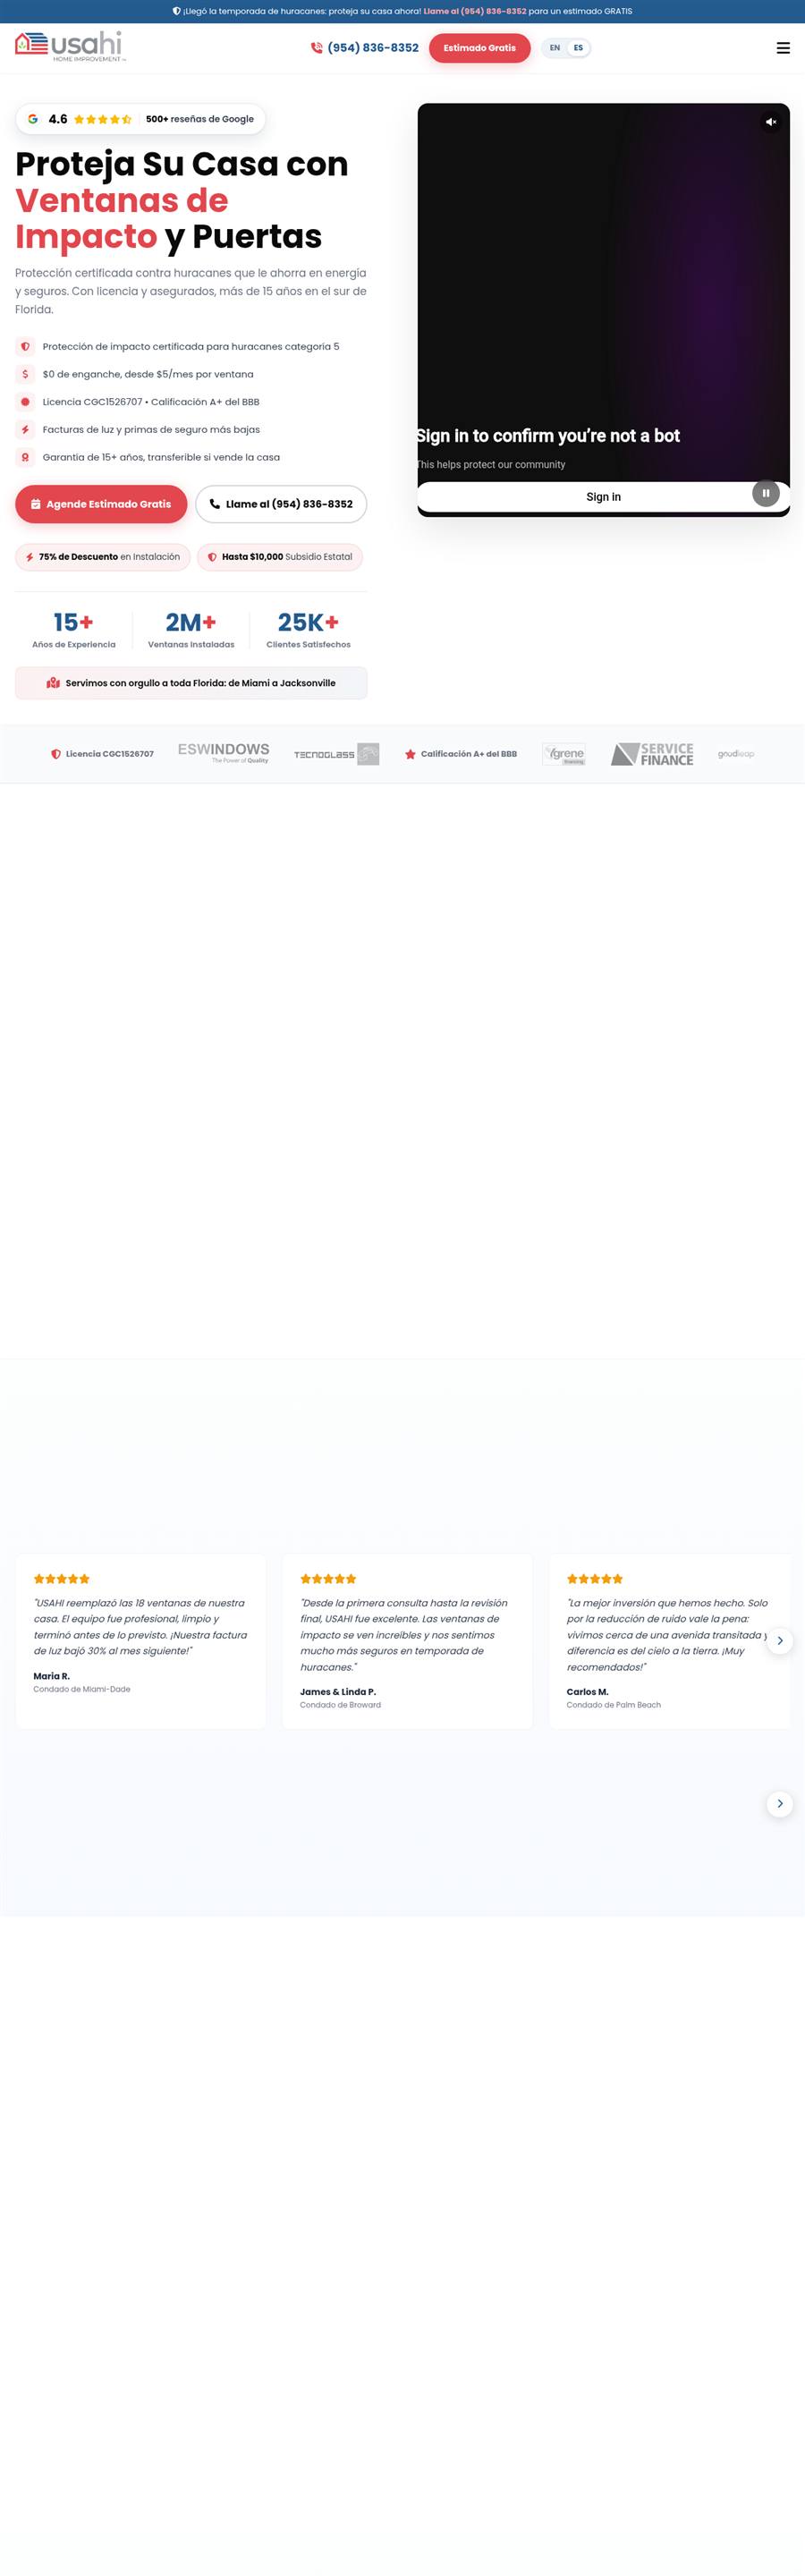 ¡Llegó la temporada de huracanes: proteja su casa ahora! Llame al (954) 836-8352 para un estimado GRATIS
usahi
HOME IMPROVEMENT
(954) 836-8352
Estimado Gratis
EN ES
4.6 500+ reseñas de Google
Proteja Su Casa con
Ventanas de
Impacto y Puertas
Protección certificada contra huracanes que le ahorra en energía
y seguros. Con licencia y asegurados, más de 15 años en el sur de
Florida.
Protección de impacto certificada para huracanes categoría 5
$0 de enganche, desde $5/mes por ventana
Licencia CGC1526707 • Calificación A+ del BBB
Facturas de luz y primas de seguro más bajas
Garantía de 15+ años, transferible si vende la casa
Agende Estimado Gratis
Llame al (954) 836-8352
75% de Descuento en Instalación
Hasta $10,000 Subsidio Estatal
15+
Años de Experiencia
2M+
Ventanas Instaladas
25K+
Clientes Satisfechos
Servimos con orgullo a toda Florida: de Miami a Jacksonville
Sign in to confirm you’re not a bot
This helps protect our community
Sign in
Licencia CGC1526707
ESWINDOWS
The Power of Quality
TECNOGLASS
Calificación A+ del BBB
ygrene
financing
SERVICE
FINANCE
goudleap
"USAHI reemplazó las 18 ventanas de nuestra
casa. El equipo fue profesional, limpio y
terminó antes de lo previsto. ¡Nuestra factura
de luz bajó 30% al mes siguiente!"
Maria R.
Condado de Miami-Dade
"Desde la primera consulta hasta la revisión
final, USAHI fue excelente. Las ventanas de
impacto se ven increíbles y nos sentimos
mucho más seguros en temporada de
huracanes."
James & Linda P.
Condado de Broward
"La mejor inversión que hemos hecho. Solo
por la reducción de ruido vale la pena:
vivimos cerca de una avenida transitada y
diferencia es del cielo a la tierra. ¡Muy
recomendados!"
Carlos M.
Condado de Palm Beach